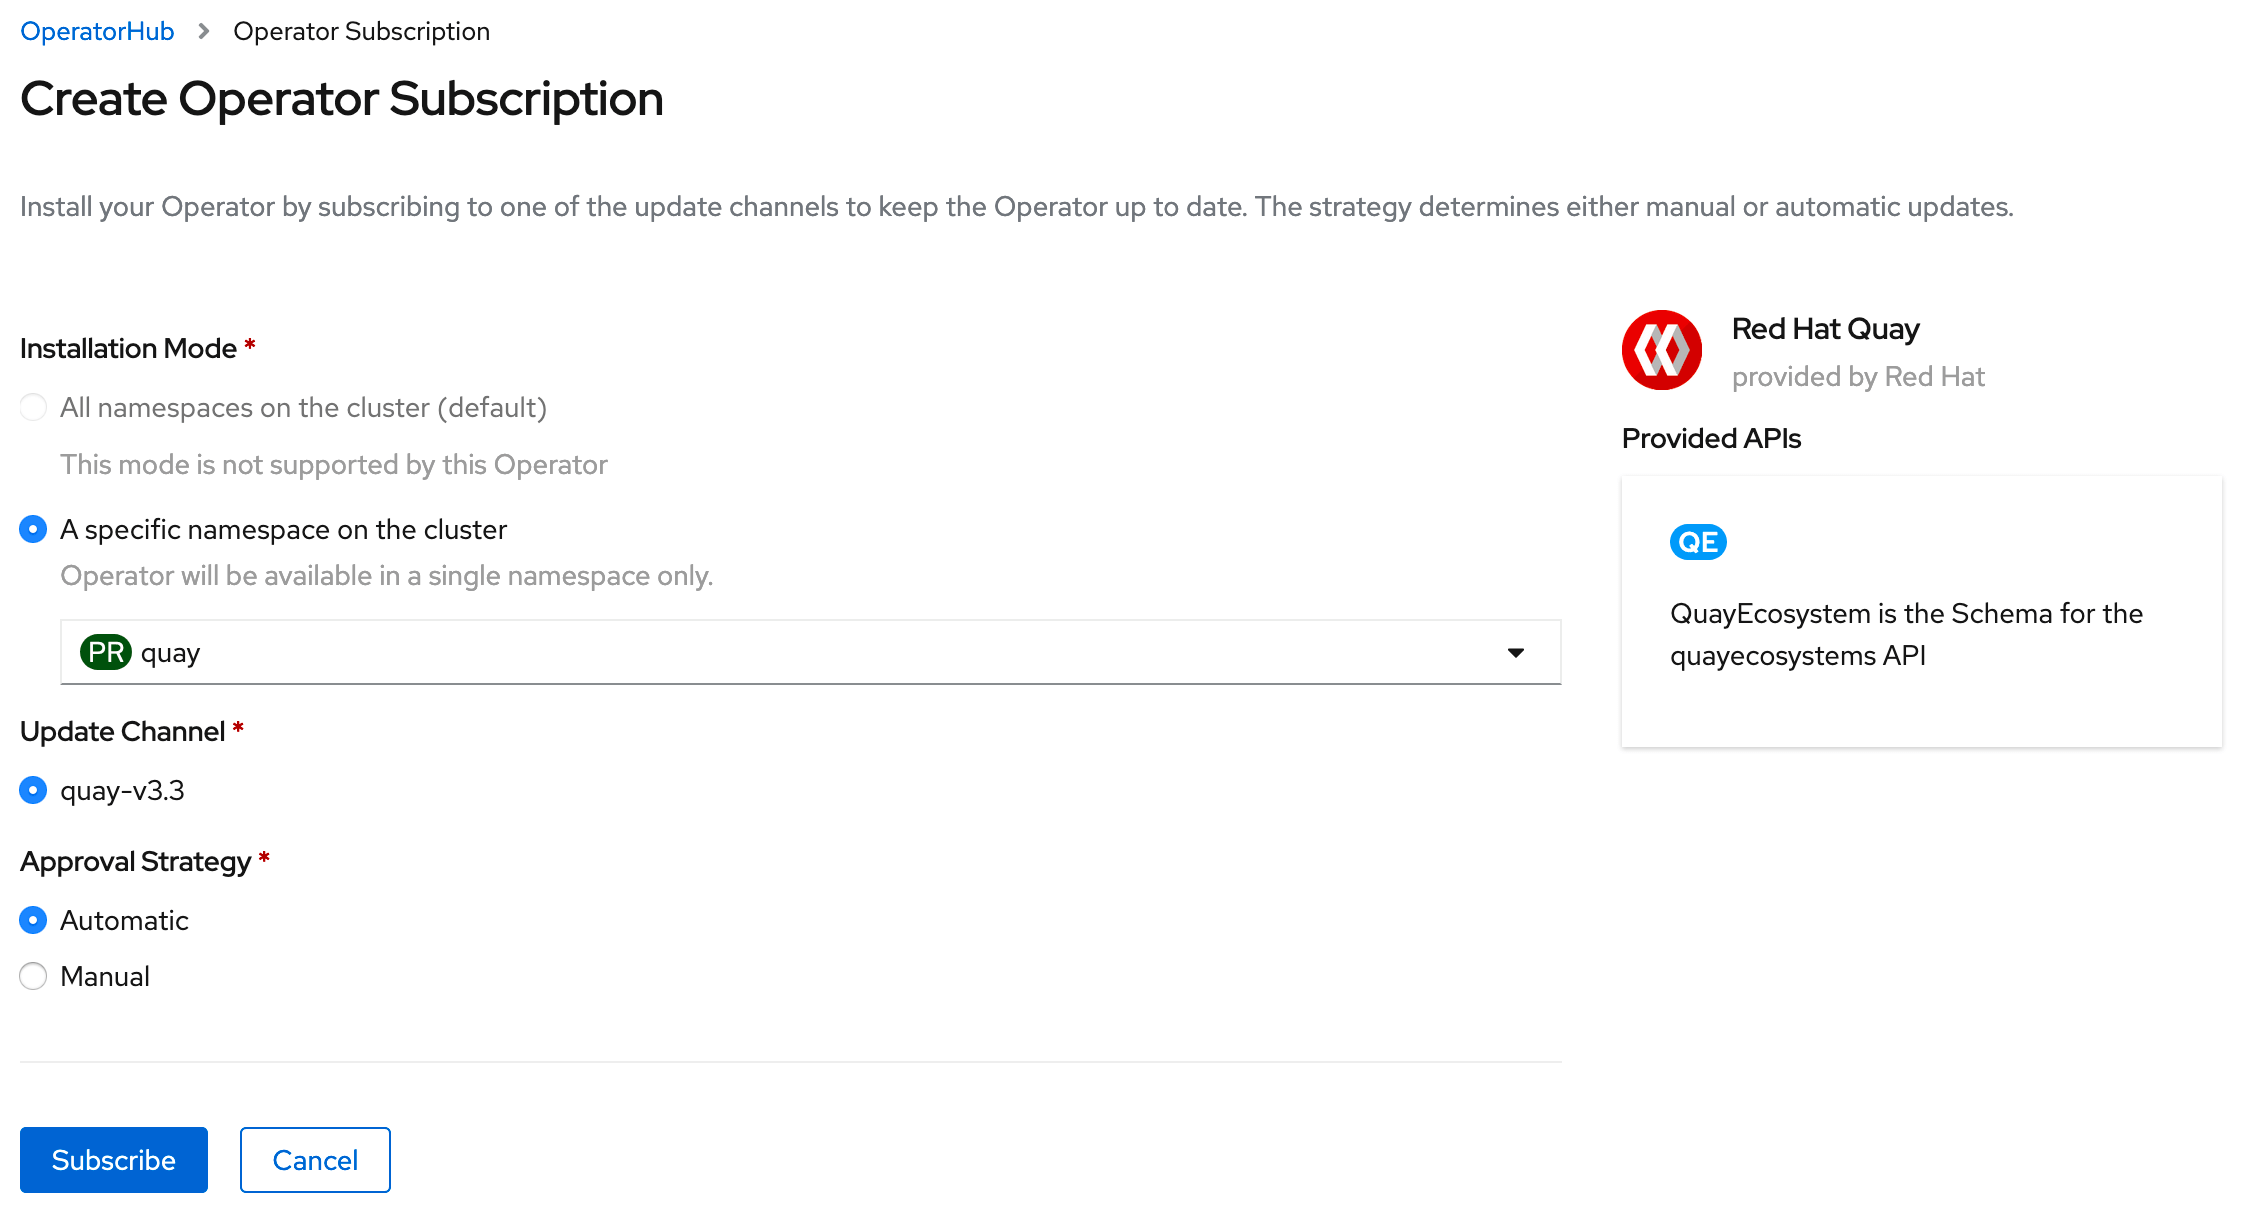 OperatorHub > Operator Subscription
Create Operator Subscription
Install your Operator by subscribing to one of the update channels to keep the Operator up to date. The strategy determines either manual or automatic updates.
Installation Mode *
All namespaces on the cluster (default)
This mode is not supported by this Operator
A specific namespace on the cluster
Operator will be available in a single namespace only.
PR quay
Update Channel *
quay-v3.3
Approval Strategy *
Automatic
Manual
Subscribe Cancel
Red Hat Quay
provided by Red Hat
Provided APIs
QE
QuayEcosystem is the Schema for the
quayecosystems API